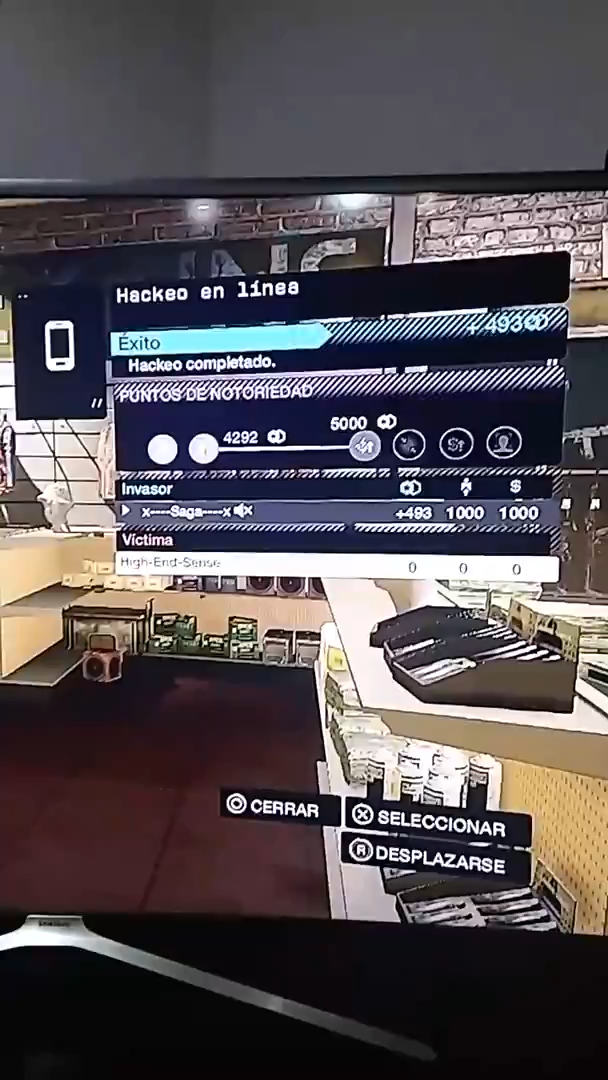 Hackeo en línea
Éxito
+ 493
Hackeo completado.
PUNTOS DE NOTORIEDAD
4292
5000
Invasor
$
x----Saga----x
+493 1000 1000
Víctima
High-End-Sense
0 0 0
CERRAR
SELECCIONAR
R DESPLAZARSE